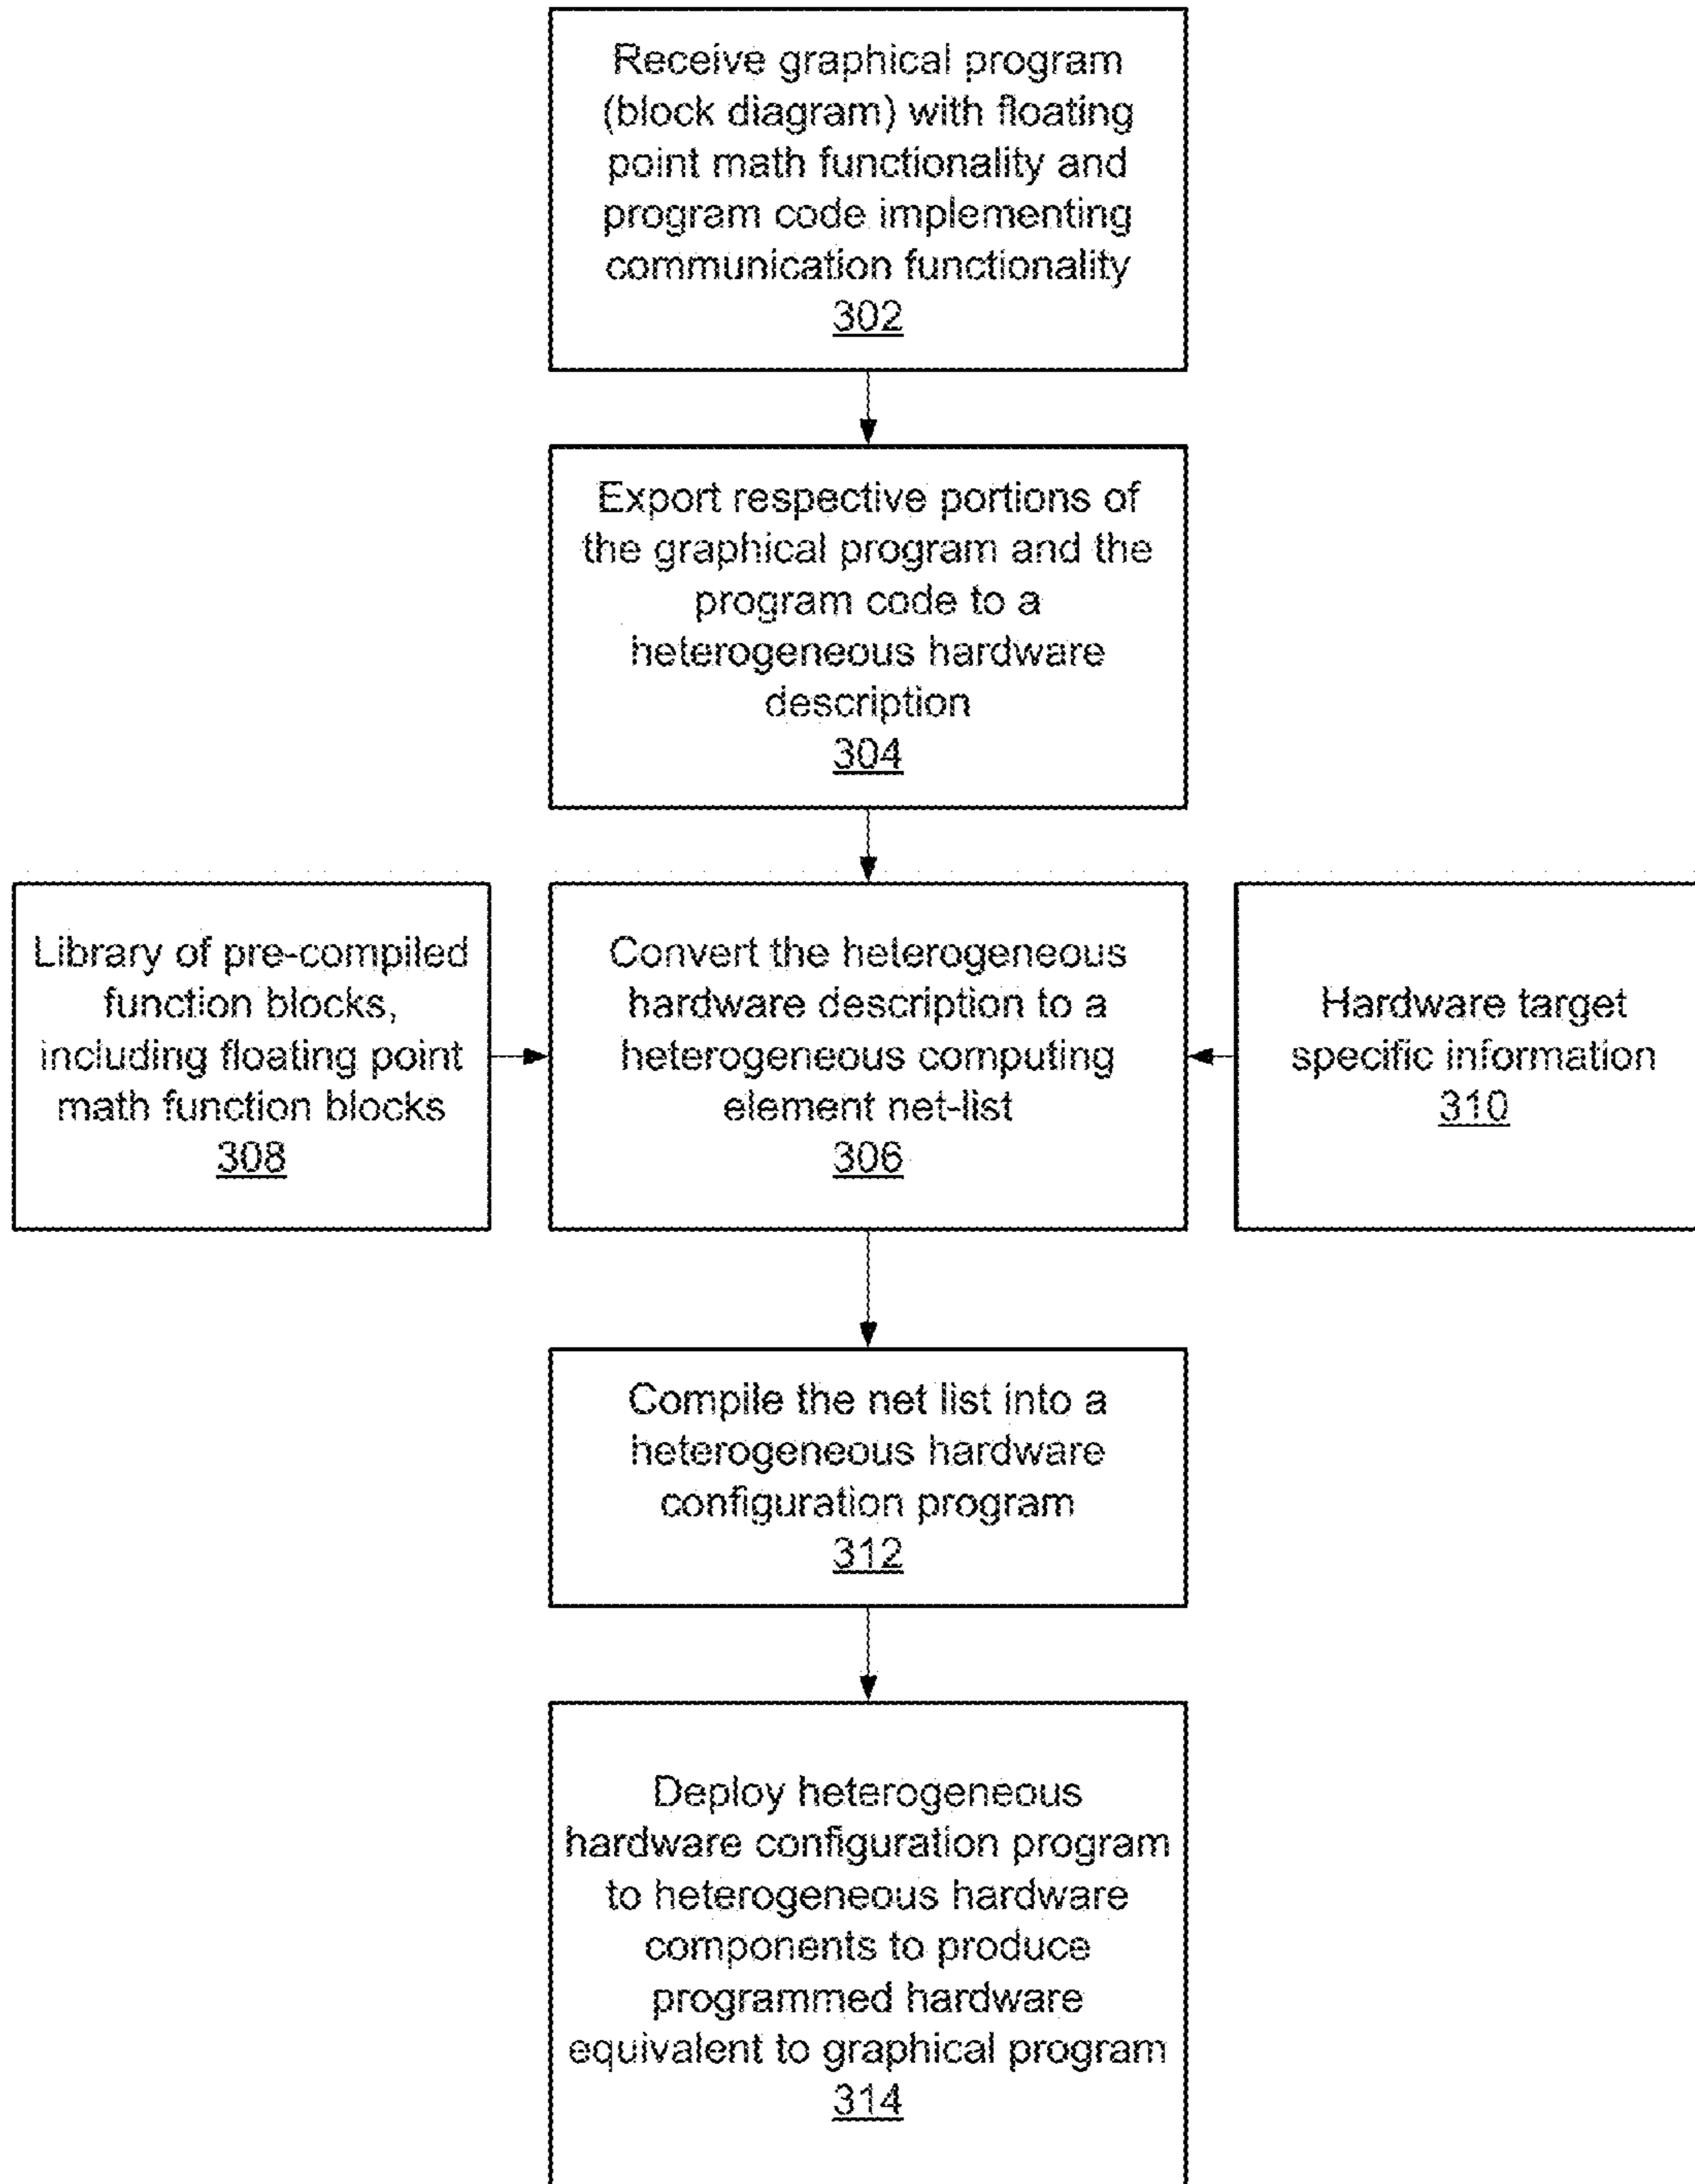 Receive graphical program
(block diagram) with floating
point math functionality and
program code implementing
communication functionality
302
Export respective portions of
the graphical program and the
program code to a
heterogeneous hardware
description
304
Library of pre-compiled
function blocks,
including floating point
math function blocks
308
Convert the heterogeneous
hardware description to a
heterogeneous computing
element net-list
306
Hardware target
specific information
310
Compile the net list into a
heterogeneous hardware
configuration program
312
Deploy heterogeneous
hardware configuration program
to heterogeneous hardware
components to produce
programmed hardware
equivalent to graphical program
314